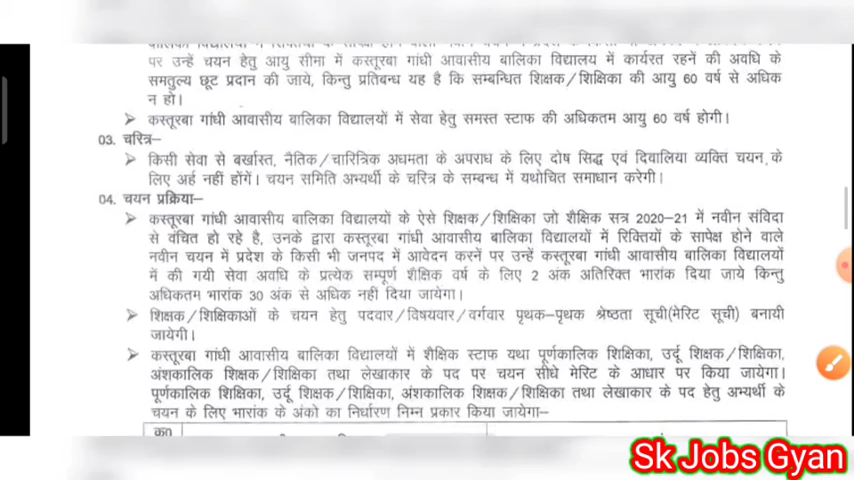 पर उन्हें चयन हेतु आयु सीमा में कस्तूरबा गांधी आवासीय बालिका विद्यालय में कार्यरत रहनें की अवधि के
समतुल्य छूट प्रदान की जाये, किन्तु प्रतिबन्ध यह है कि सम्बन्धित शिक्षक/शिक्षिका की आयु 60 वर्ष से अधिक
न हो।
➤ कस्तूरबा गांधी आवासीय बालिका विद्यालयों में सेवा हेतु समस्त स्टाफ की अधिकतम आयु 60 वर्ष होगी।
03. चरित्र–
➤ किसी सेवा से बर्खास्त, नैतिक/चारित्रिक अधमता के अपराध के लिए दोष सिद्ध एवं दिवालिया व्यक्ति चयन के
लिए अर्ह नहीं होंगें। चयन समिति अभ्यर्थी के चरित्र के सम्बन्ध में यथोचित समाधान करेगी।
04. चयन प्रक्रिया–
➤ कस्तूरबा गांधी आवासीय बालिका विद्यालयों के ऐसे शिक्षक/शिक्षिका जो शैक्षिक सत्र 2020-21 में नवीन संविदा
से वंचित हो रहे है, उनके द्वारा कस्तूरबा गांधी आवासीय बालिका विद्यालयों में रिक्तियों के सापेक्ष होने वाले
नवीन चयन में प्रदेश के किसी भी जनपद में आवेदन करनें पर उन्हें कस्तूरबा गांधी आवासीय बालिका विद्यालयों
में की गयी सेवा अवधि के प्रत्येक सम्पूर्ण शैक्षिक वर्ष के लिए 2 अंक अतिरिक्त भारांक दिया जाये किन्तु
अधिकतम भारांक 30 अंक से अधिक नहीं दिया जायेगा।
➤ शिक्षक/शिक्षिकाओं के चयन हेतु पदवार/विषयवार/वर्गवार पृथक-पृथक श्रेष्ठता सूची(मेरिट सूची) बनायी
जायेगी।
➤ कस्तूरबा गांधी आवासीय बालिका विद्यालयों में शैक्षिक स्टाफ यथा पूर्णकालिक शिक्षिका, उर्दू शिक्षक/शिक्षिका,
अंशकालिक शिक्षक/शिक्षिका तथा लेखाकार के पद पर चयन सीधे मेरिट के आधार पर किया जायेगा।
पूर्णकालिक शिक्षिका, उर्दू शिक्षक/शिक्षिका, अंशकालिक शिक्षक/शिक्षिका तथा लेखाकार के पद हेतु अभ्यर्थी के
चयन के लिए भारांक के अंको का निर्धारण निम्न प्रकार किया जायेगा–
क्र0
Sk Jobs Gyan